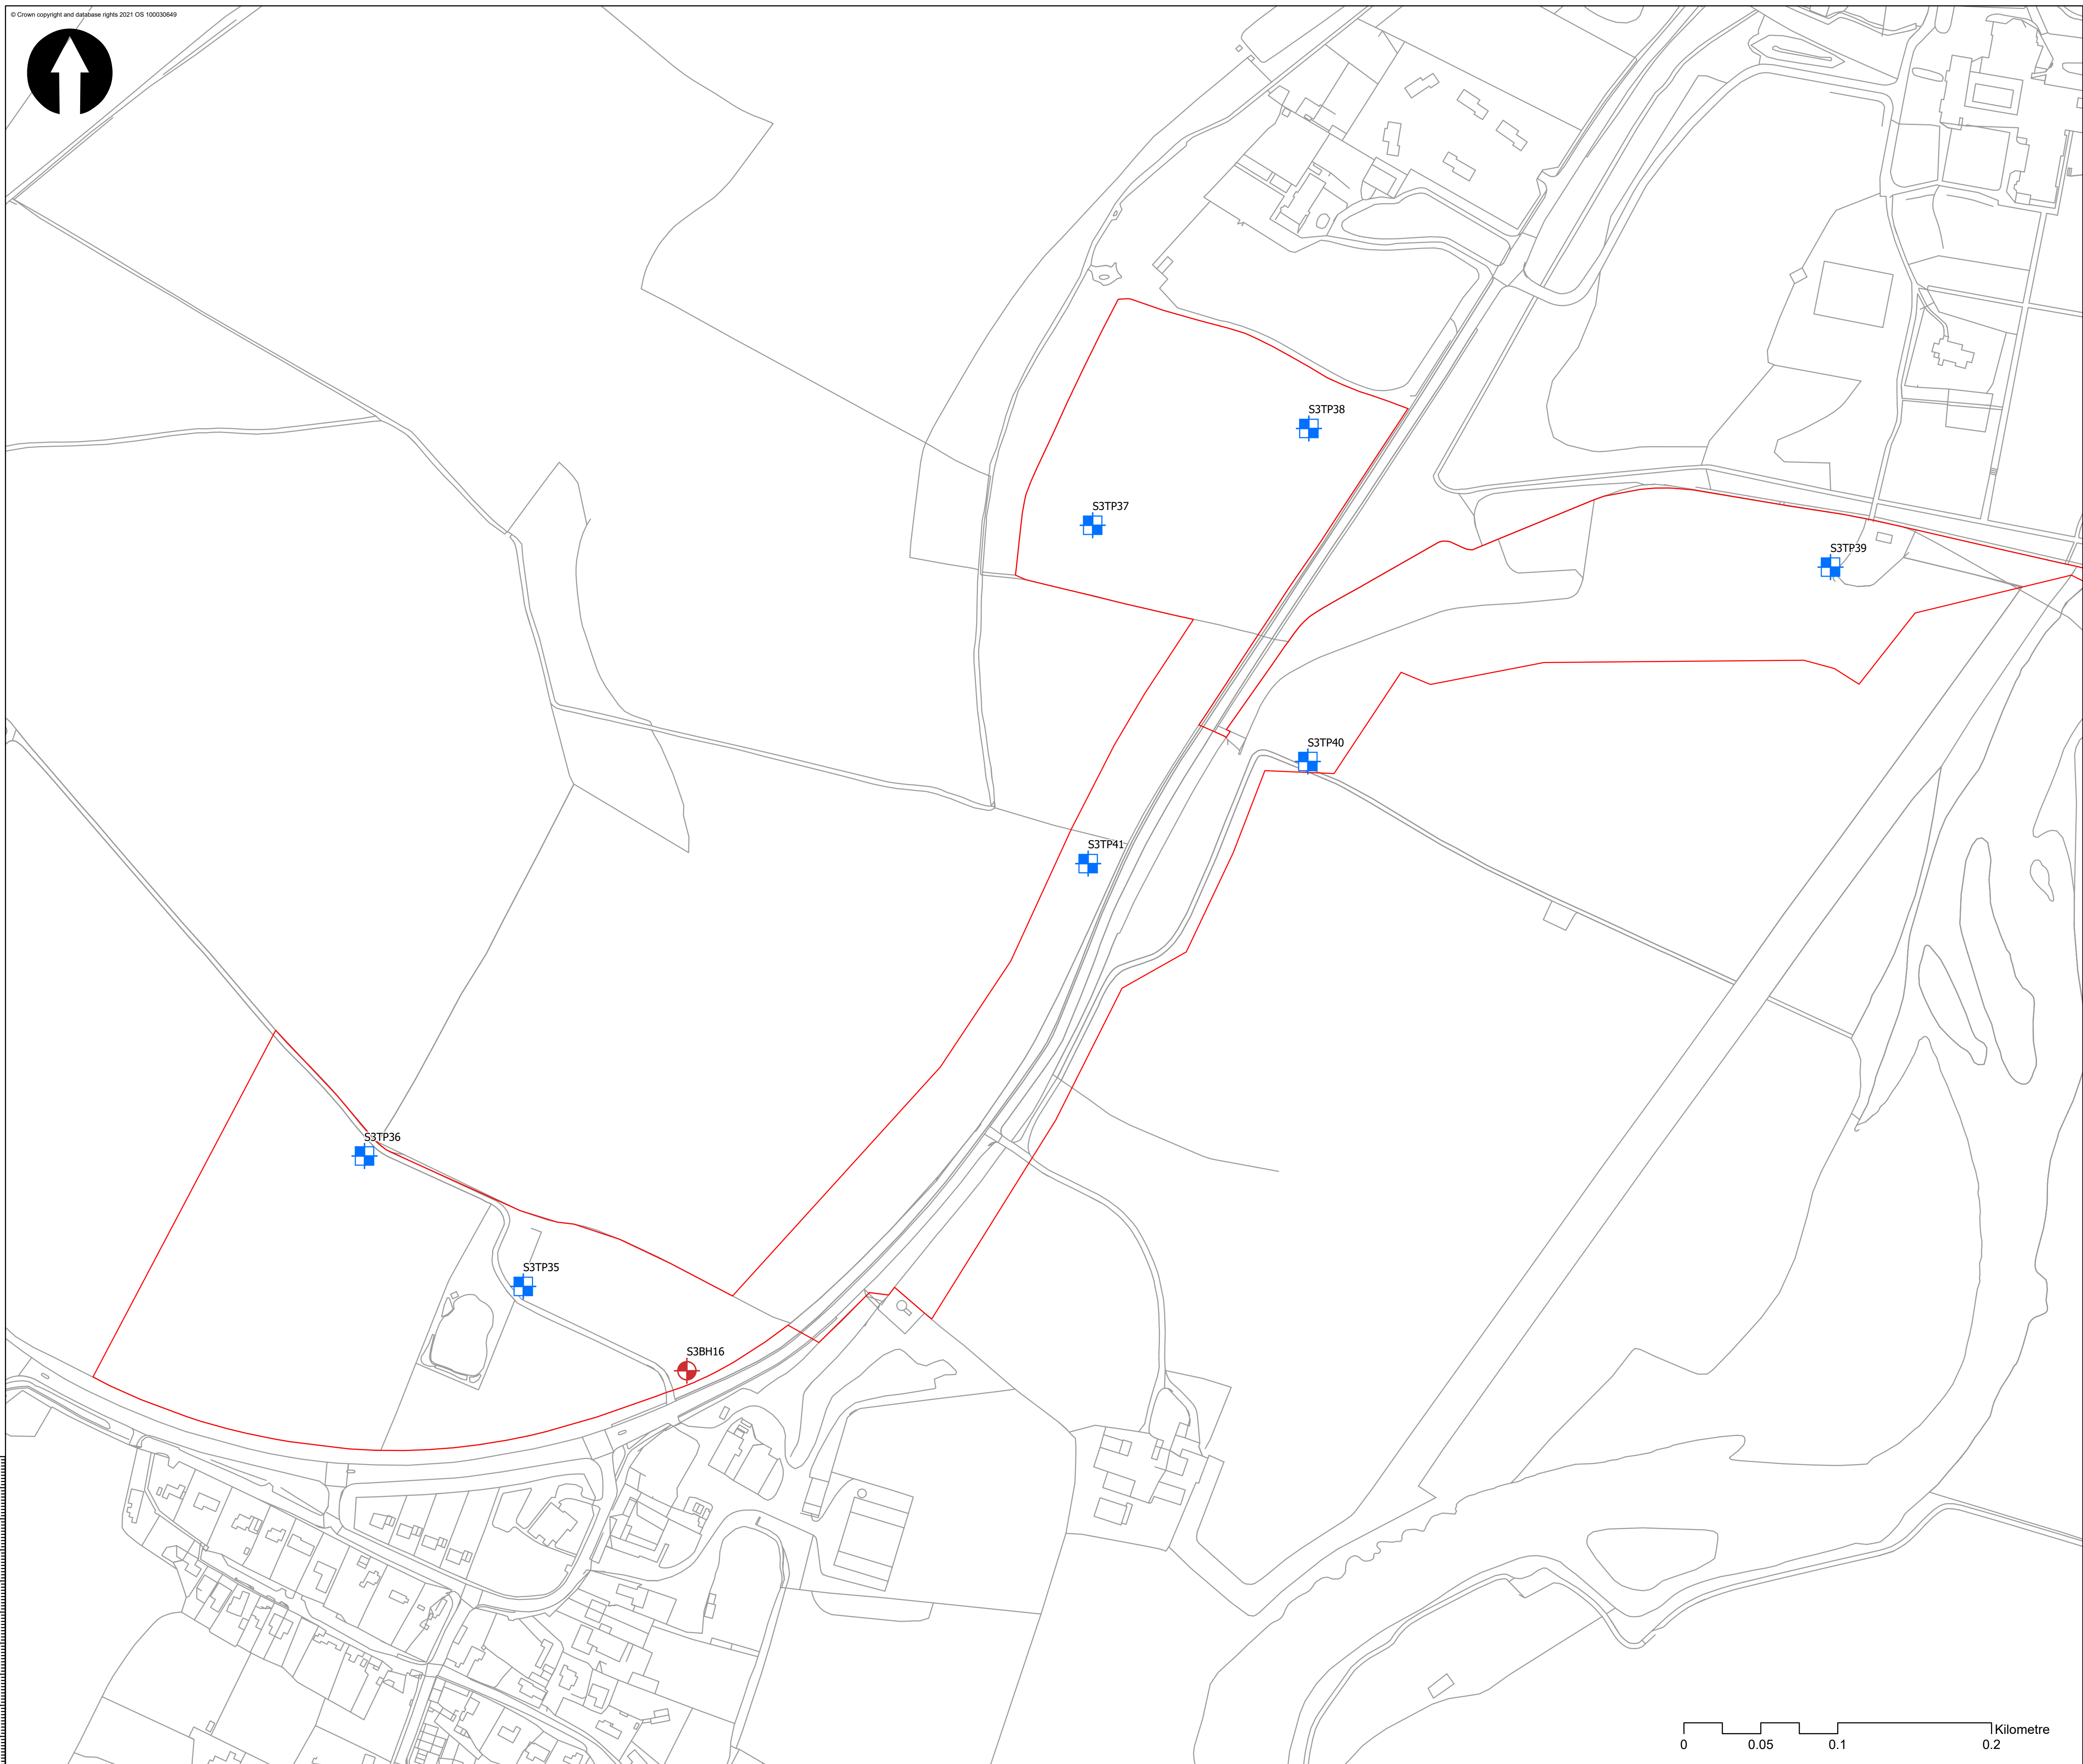 © Crown copyright and database rights 2021 OS 100030649
S3TP38
S3TP37
S3TP39
S3TP40
S3TP41
S3TP36
S3TP35
S3BH16
Kilometre
0 0.05 0.1 0.2